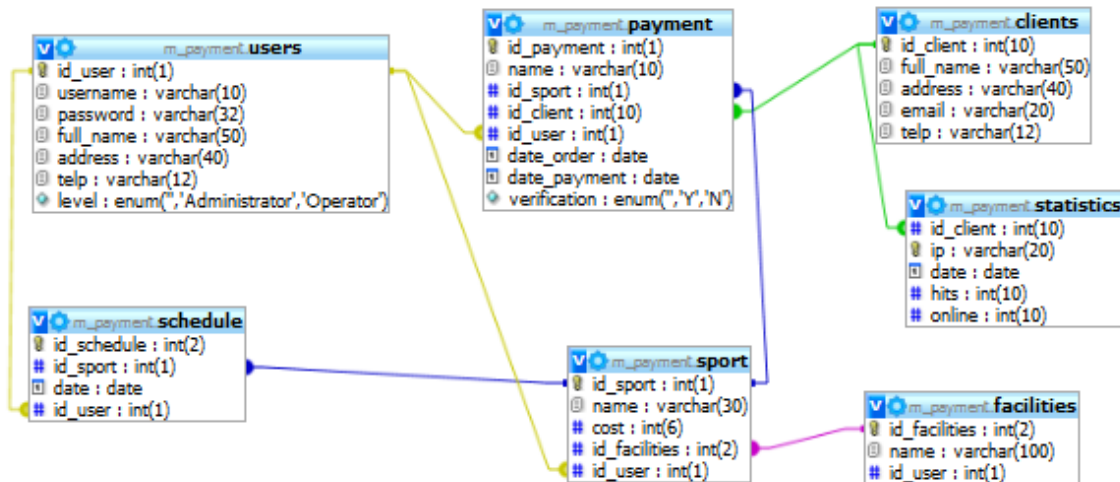 m_payment.users
id_user : int(1)
username : varchar(10)
password : varchar(32)
full_name : varchar(50)
address : varchar(40)
telp : varchar(12)
level : enum('','Administrator','Operator')
m_payment.payment
id_payment : int(1)
name : varchar(10)
id_sport : int(1)
id_client : int(10)
id_user : int(1)
date_order : date
date_payment : date
verification : enum('','Y','N')
m_payment.clients
id_client : int(10)
full_name : varchar(50)
address : varchar(40)
email : varchar(20)
telp : varchar(12)
m_payment.statistics
id_client : int(10)
ip : varchar(20)
date : date
hits : int(10)
online : int(10)
m_payment.schedule
id_schedule : int(2)
id_sport : int(1)
date : date
id_user : int(1)
m_payment.sport
id_sport : int(1)
name : varchar(30)
cost : int(6)
id_facilities : int(2)
id_user : int(1)
m_payment.facilities
id_facilities : int(2)
name : varchar(100)
id_user : int(1)